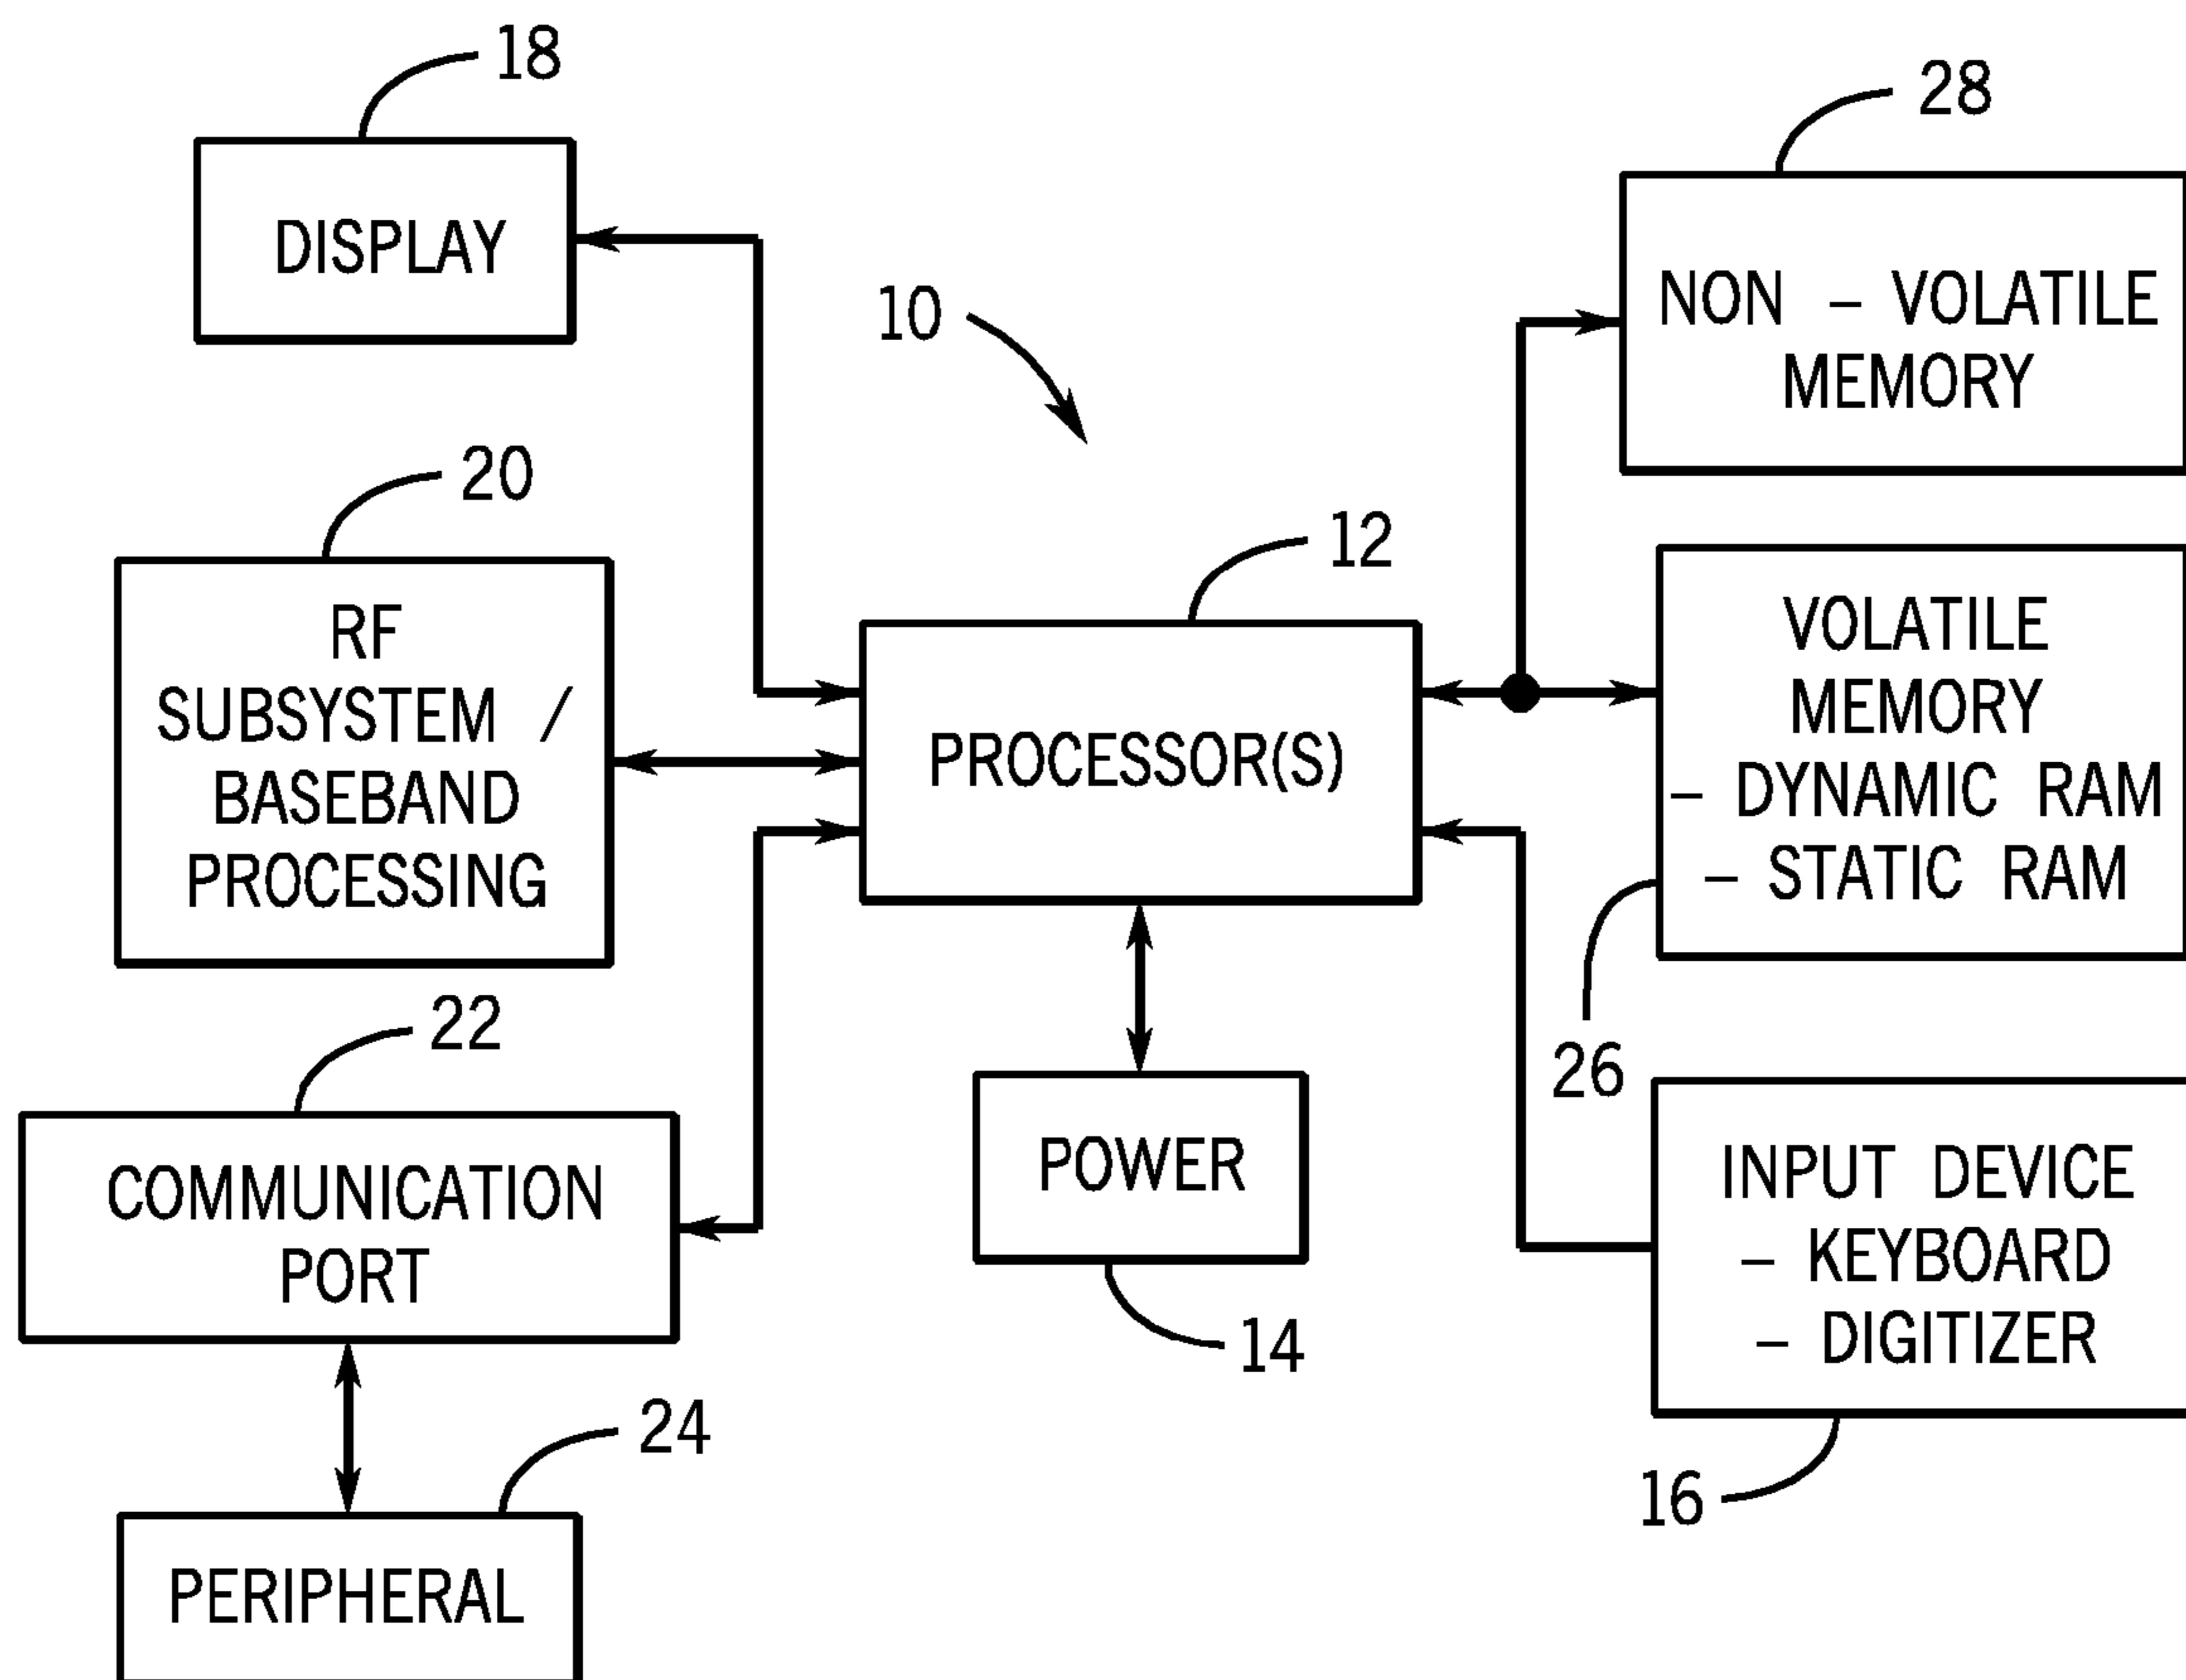 18
DISPLAY
10
28
NON – VOLATILE
MEMORY
20
RF
SUBSYSTEM /
BASEBAND
PROCESSING
12
PROCESSOR(S)
VOLATILE
MEMORY
– DYNAMIC RAM
– STATIC RAM
26
22
COMMUNICATION
PORT
POWER
14
INPUT DEVICE
– KEYBOARD
– DIGITIZER
16
24
PERIPHERAL